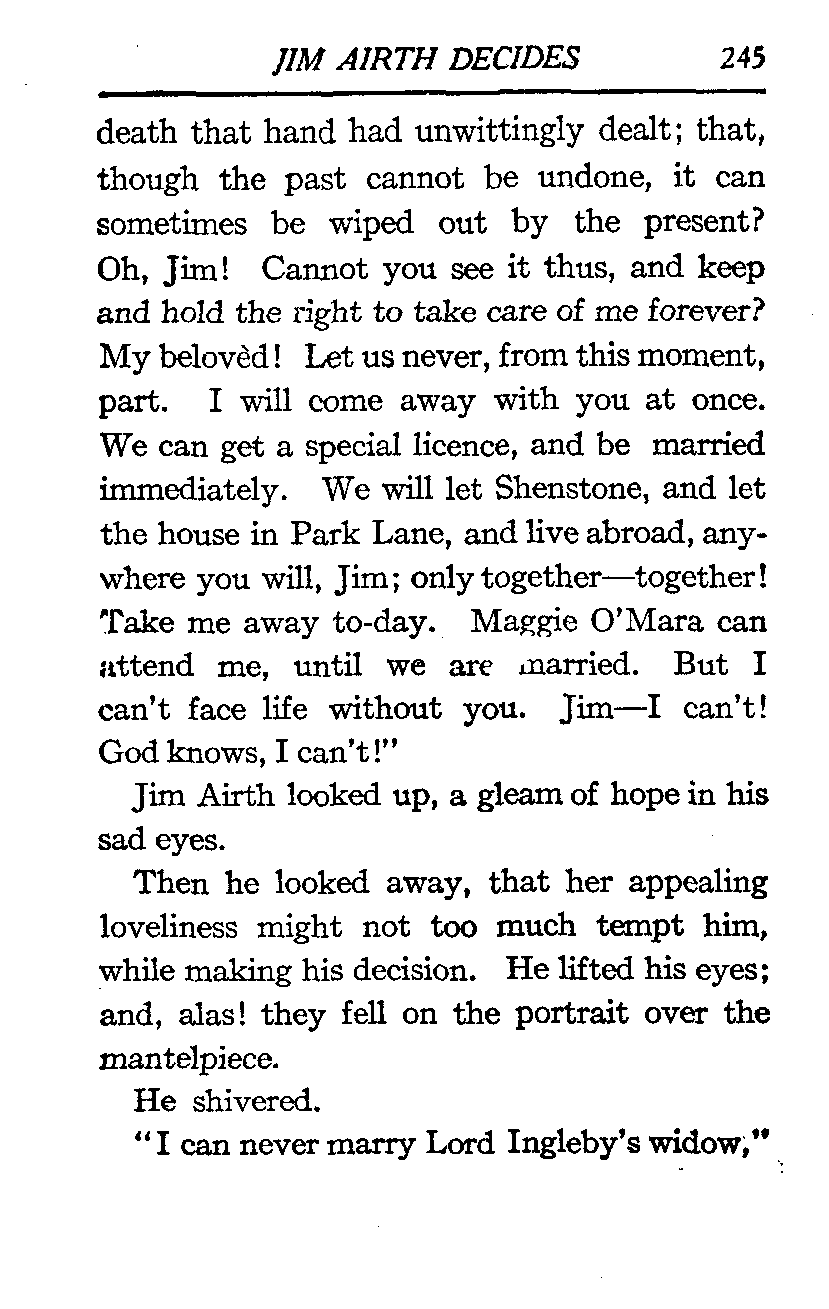 JIM AIRTH DECIDES 245
death that hand had unwittingly dealt; that,
though the past cannot be undone, it can
sometimes be wiped out by the present?
Oh, Jim! Cannot you see it thus, and keep
and hold the right to take care of me forever?
My belovèd! Let us never, from this moment,
part. I will come away with you at once.
We can get a special licence, and be married
immediately. We will let Shenstone, and let
the house in Park Lane, and live abroad, any-
where you will, Jim; only together—together!
Take me away to-day. Maggie O'Mara can
attend me, until we are married. But I
can't face life without you. Jim—I can't!
God knows, I can't!"
Jim Airth looked up, a gleam of hope in his
sad eyes.
Then he looked away, that her appealing
loveliness might not too much tempt him,
while making his decision. He lifted his eyes;
and, alas! they fell on the portrait over the
mantelpiece.
He shivered.
"I can never marry Lord Ingleby's widow,"